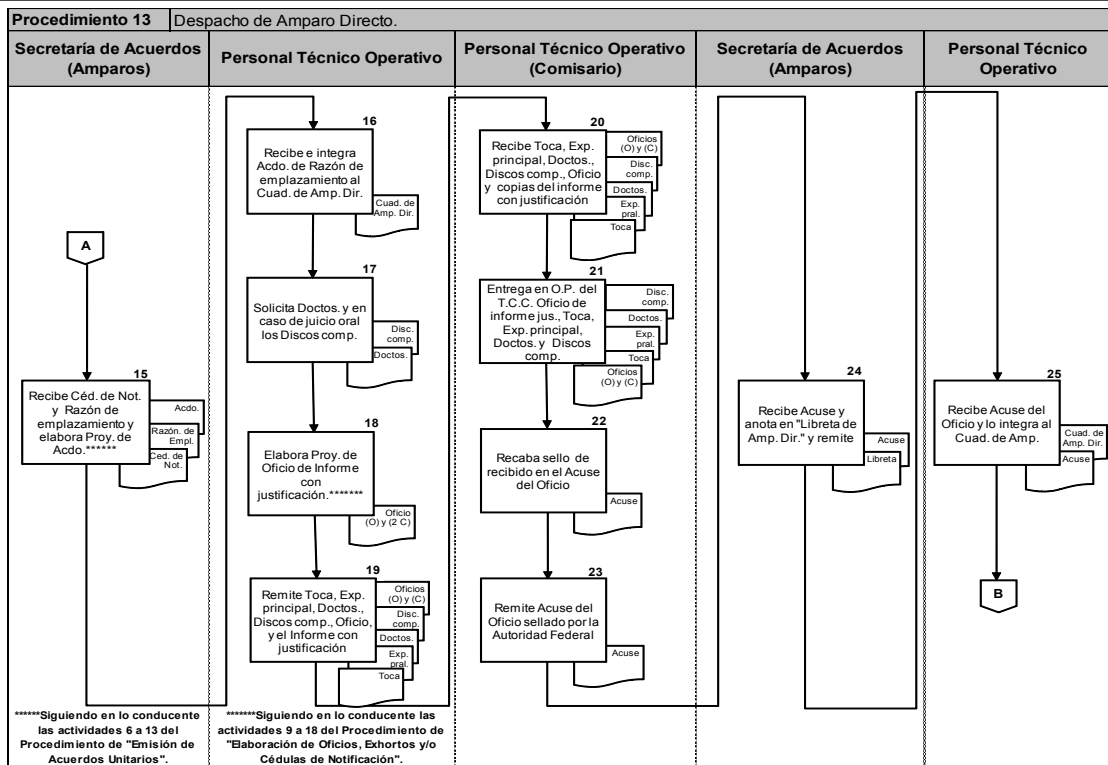 Procedimiento 13
Despacho de Amparo Directo.
Secretaría de Acuerdos
(Amparos)
Personal Técnico Operativo
Personal Técnico Operativo
(Comisario)
Secretaría de Acuerdos
(Amparos)
Personal Técnico
Operativo
A
15
Recibe Céd. de Not.
y Razón de
emplazamiento y
elabora Proy. de
Acdo.******
Acdo.
Razón. de
Empl.
Ced. de
Not.
******Siguiendo en lo conducente
las actividades 6 a 13 del
Procedimiento de "Emisión de
Acuerdos Unitarios".
16
Recibe e integra
Acdo. de Razón de
emplazamiento al
Cuad. de Amp. Dir.
Cuad. de
Amp. Dir.
17
Solicita Doctos. y en
caso de juicio oral
los Discos comp.
Disc.
comp.
Doctos.
18
Elabora Proy. de
Oficio de Informe
con
justificación.*******
Oficio
(O) y (2 C)
19
Remite Toca, Exp.
principal, Doctos.,
Discos comp., Oficio,
y el Informe con
justificación
Oficios
(O) y (C)
Disc.
comp.
Doctos.
Exp.
pral.
Toca
*******Siguiendo en lo conducente las
actividades 9 a 18 del Procedimiento de
"Elaboración de Oficios, Exhortos y/o
Cédulas de Notificación".
20
Recibe Toca, Exp.
principal, Doctos.,
Discos comp., Oficio
y copias del informe
con justificación
Oficios
(O) y (C)
Disc.
comp.
Doctos.
Exp.
pral.
Toca
21
Entrega en O.P. del
T.C.C. Oficio de
informe jus., Toca,
Exp. principal,
Doctos. y Discos
comp.
Disc.
comp.
Doctos.
Exp.
pral.
Toca
Oficios
(O) y (C)
22
Recaba sello de
recibido en el Acuse
del Oficio
Acuse
23
Remite Acuse del
Oficio sellado por la
Autoridad Federal
Acuse
24
Recibe Acuse y
anota en "Libreta de
Amp. Dir." y remite
Acuse
Libreta
25
Recibe Acuse del
Oficio y lo integra al
Cuad. de Amp.
Cuad. de
Amp. Dir.
Acuse
B